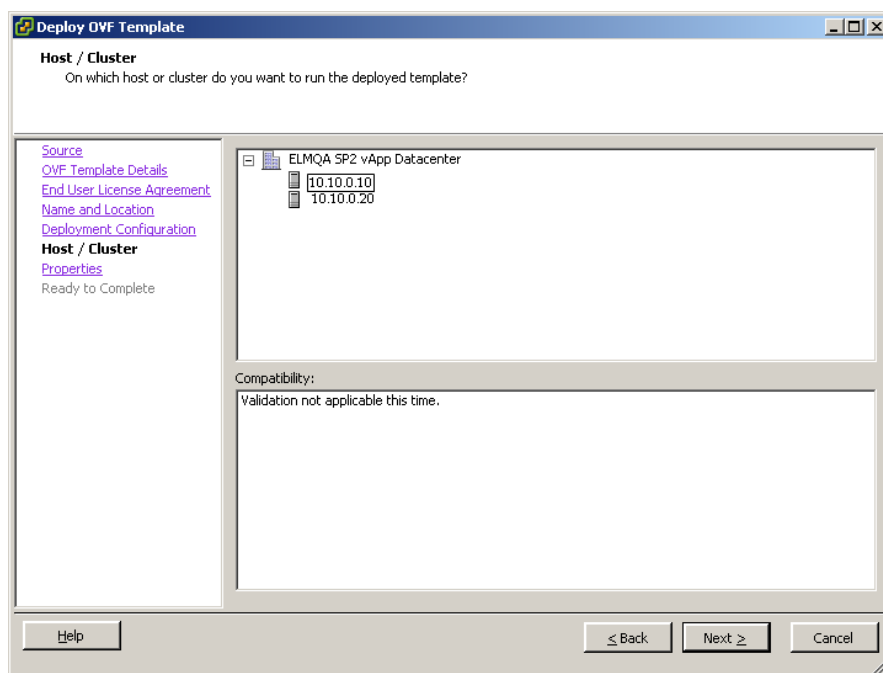 Deploy OVF Template
Host / Cluster
On which host or cluster do you want to run the deployed template?
Source
OVF Template Details
End User License Agreement
Name and Location
Deployment Configuration
Host / Cluster
Properties
Ready to Complete
ELMQA SP2 vApp Datacenter
10.10.0.10
10.10.0.20
Compatibility:
Validation not applicable this time.
Help
< Back
Next >
Cancel